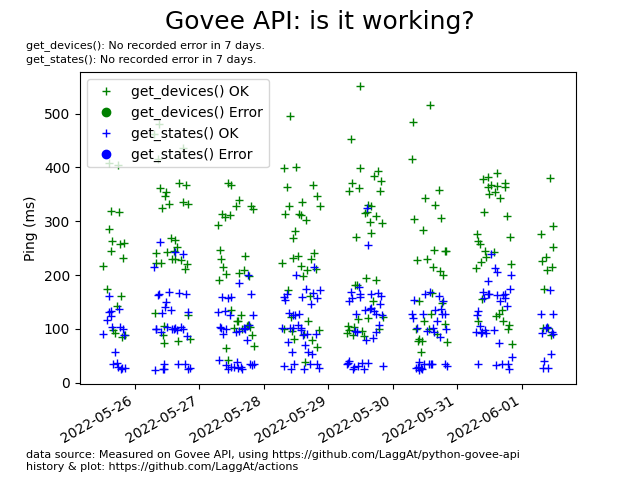 Govee API: is it working?
get_devices(): No recorded error in 7 days.
get_states(): No recorded error in 7 days.
get_devices() OK
get_devices() Error
get_states() OK
get_states() Error
Ping (ms)
500
400
300
200
100
0
2022-05-26
2022-05-27
2022-05-28
2022-05-29
2022-05-30
2022-05-31
2022-06-01
data source: Measured on Govee API, using https://github.com/LaggAt/python-govee-api
history & plot: https://github.com/LaggAt/actions